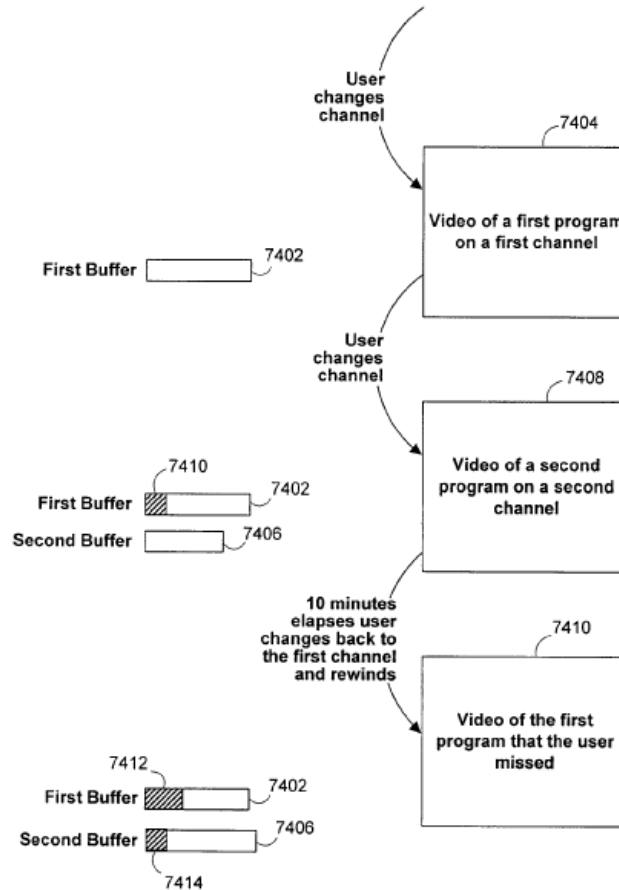 User
changes
channel
7404
Video of a first program
on a first channel
7402
First Buffer
User
changes
channel
7408
Video of a second
program on a second
channel
7410
First Buffer
7402
Second Buffer
7406
10 minutes
elapses user
changes back to
the first channel
and rewinds
7410
Video of the first
program that the user
missed
7412
First Buffer
7402
Second Buffer
7406
7414